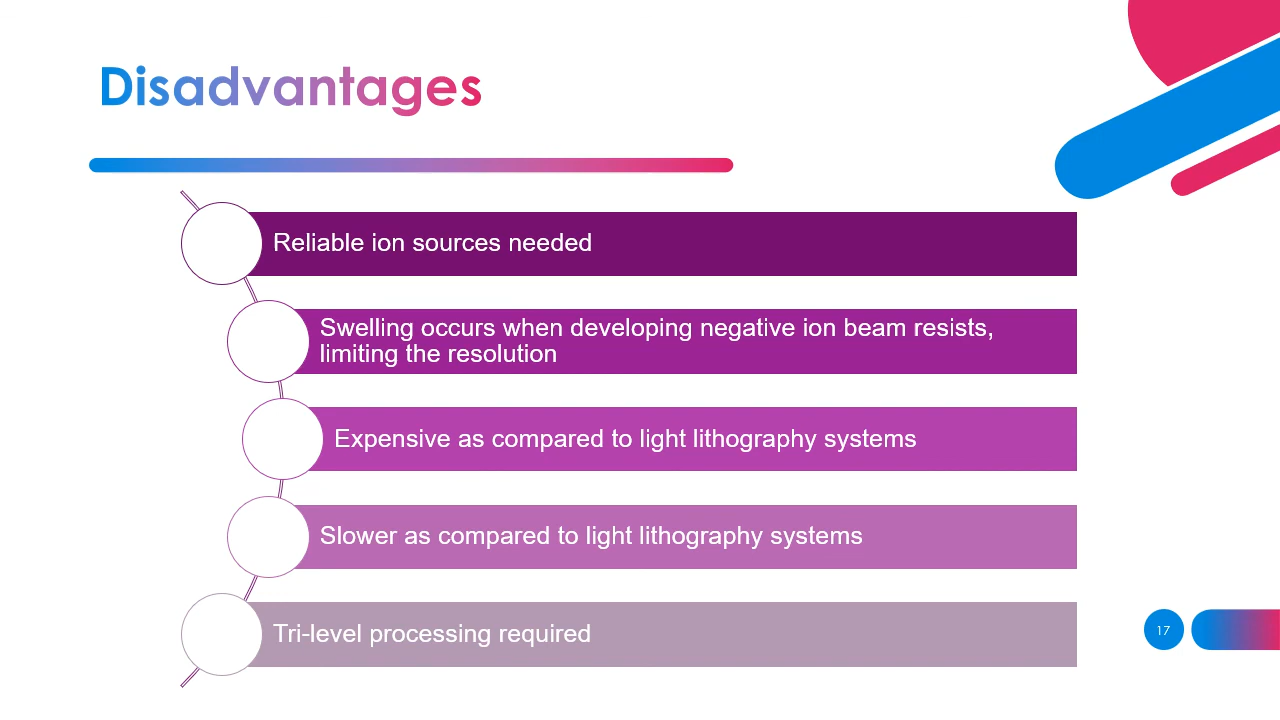 Disadvantages
Reliable ion sources needed
Swelling occurs when developing negative ion beam resists,
limiting the resolution
Expensive as compared to light lithography systems
Slower as compared to light lithography systems
Tri-level processing required
17